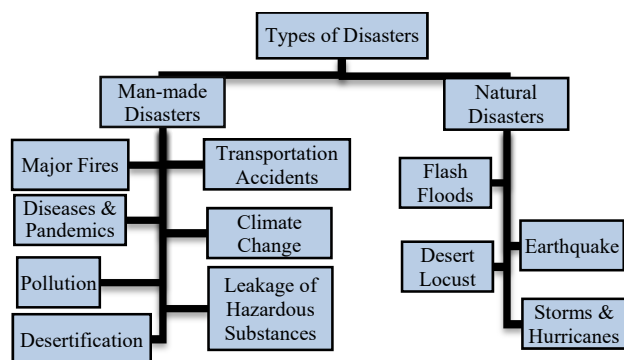 Types of Disasters
Man-made
Disasters
Natural
Disasters
Major Fires
Transportation
Accidents
Diseases &
Pandemics
Climate
Change
Pollution
Leakage of
Hazardous
Substances
Desertification
Flash
Floods
Earthquake
Desert
Locust
Storms &
Hurricanes